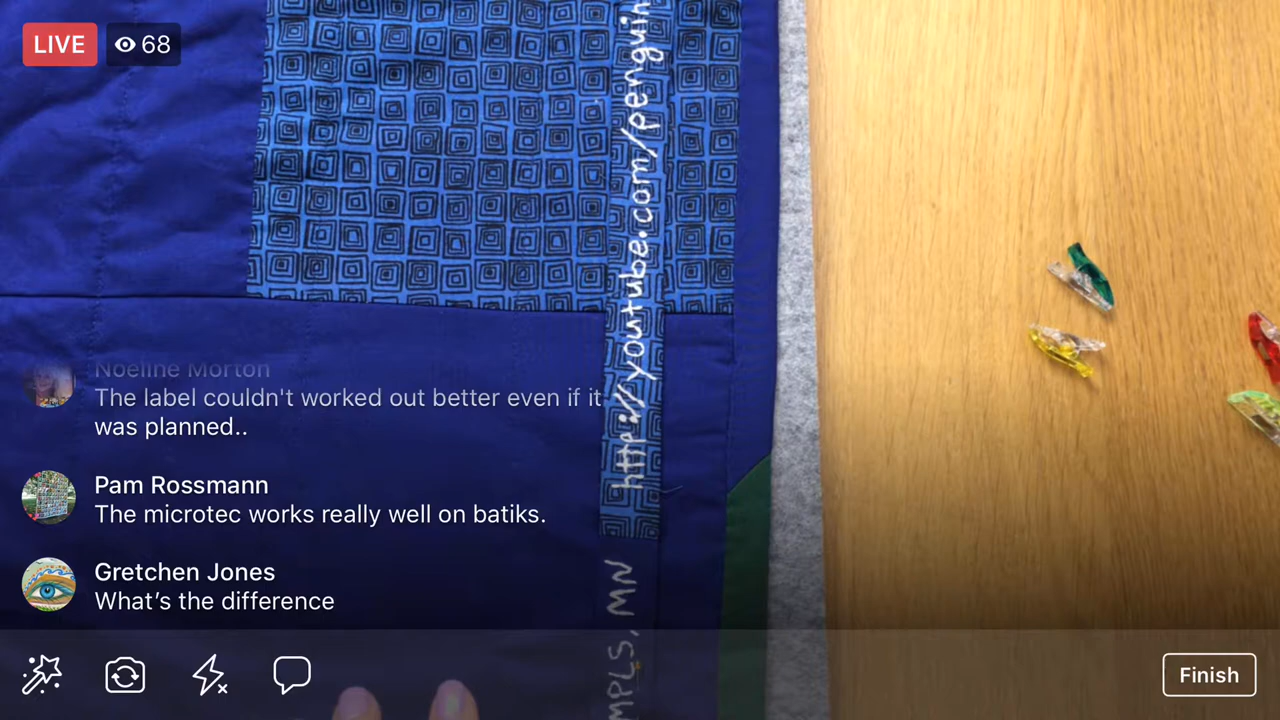 LIVE
68
http://youtube.com/penguin
MPLS, MN
Noeline Morton
The label couldn't worked out better even if it
was planned..
Pam Rossmann
The microtec works really well on batiks.
Gretchen Jones
What's the difference
Finish